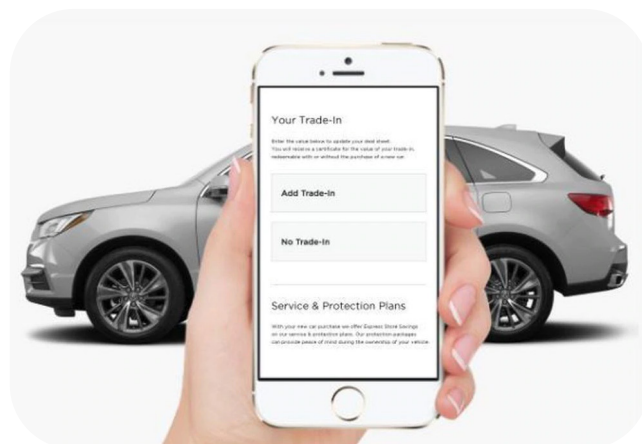 Your Trade-In
Enter the value below to update your deal sheet.
You will receive a certificate for the value of your trade-in,
redeemable with or without the purchase of a new car.
Add Trade-In
No Trade-In
Service & Protection Plans
With your new car purchase we offer Express Store Savings
on our service & protection plans. Our protection packages
can provide peace of mind during the ownership of your vehicle.